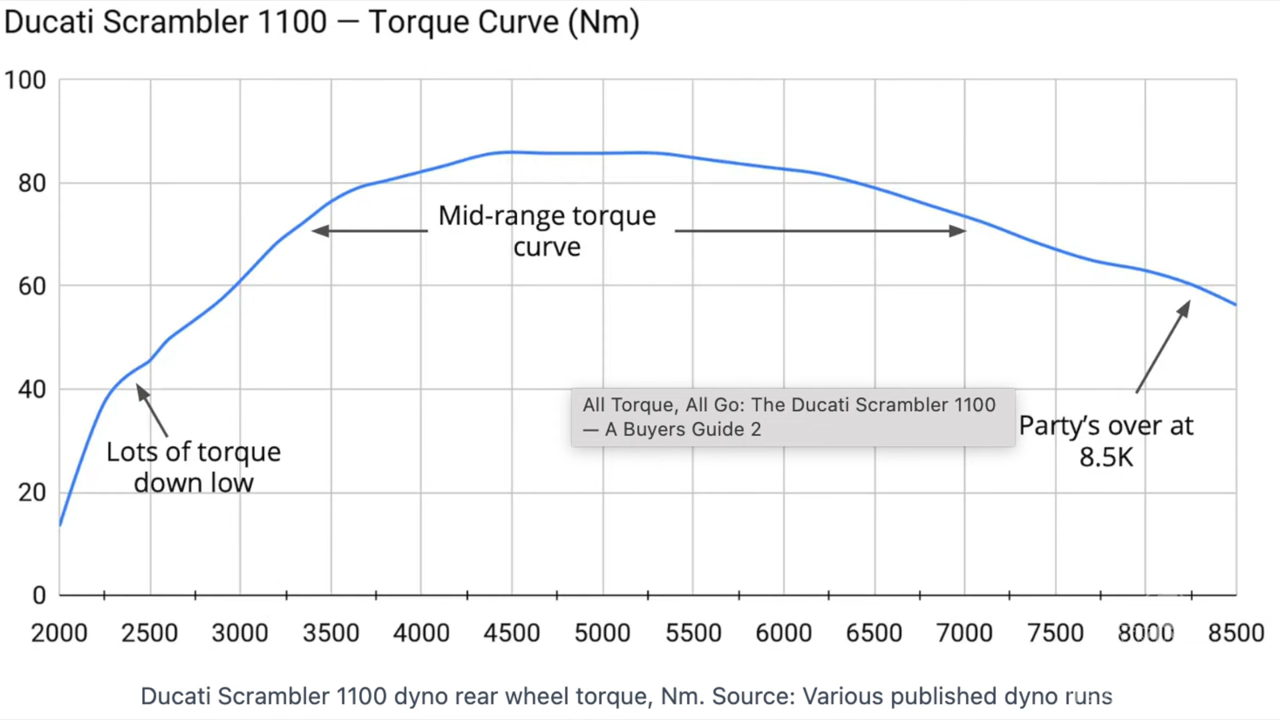 Ducati Scrambler 1100 — Torque Curve (Nm)
100
80
Mid-range torque
curve
60
40
All Torque, All Go: The Ducati Scrambler 1100
— A Buyers Guide 2
Party's over at
8.5K
Lots of torque
down low
20
0
2000 2500 3000 3500 4000 4500 5000 5500 6000 6500 7000 7500 8000 8500
Ducati Scrambler 1100 dyno rear wheel torque, Nm. Source: Various published dyno runs